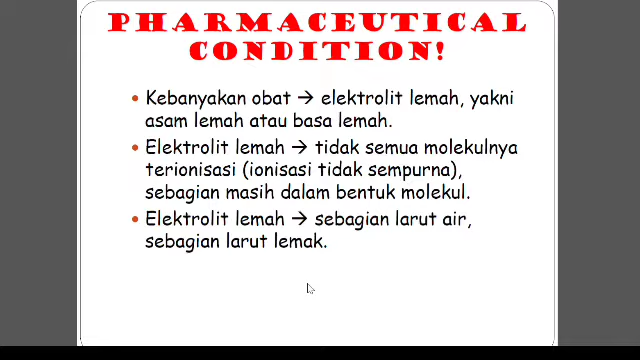 PHARMACEUTICAL
CONDITION!
• Kebanyakan obat → elektrolit lemah, yakni
asam lemah atau basa lemah.
• Elektrolit lemah → tidak semua molekulnya
terionisasi (ionisasi tidak sempurna),
sebagian masih dalam bentuk molekul.
• Elektrolit lemah → sebagian larut air,
sebagian larut lemak.